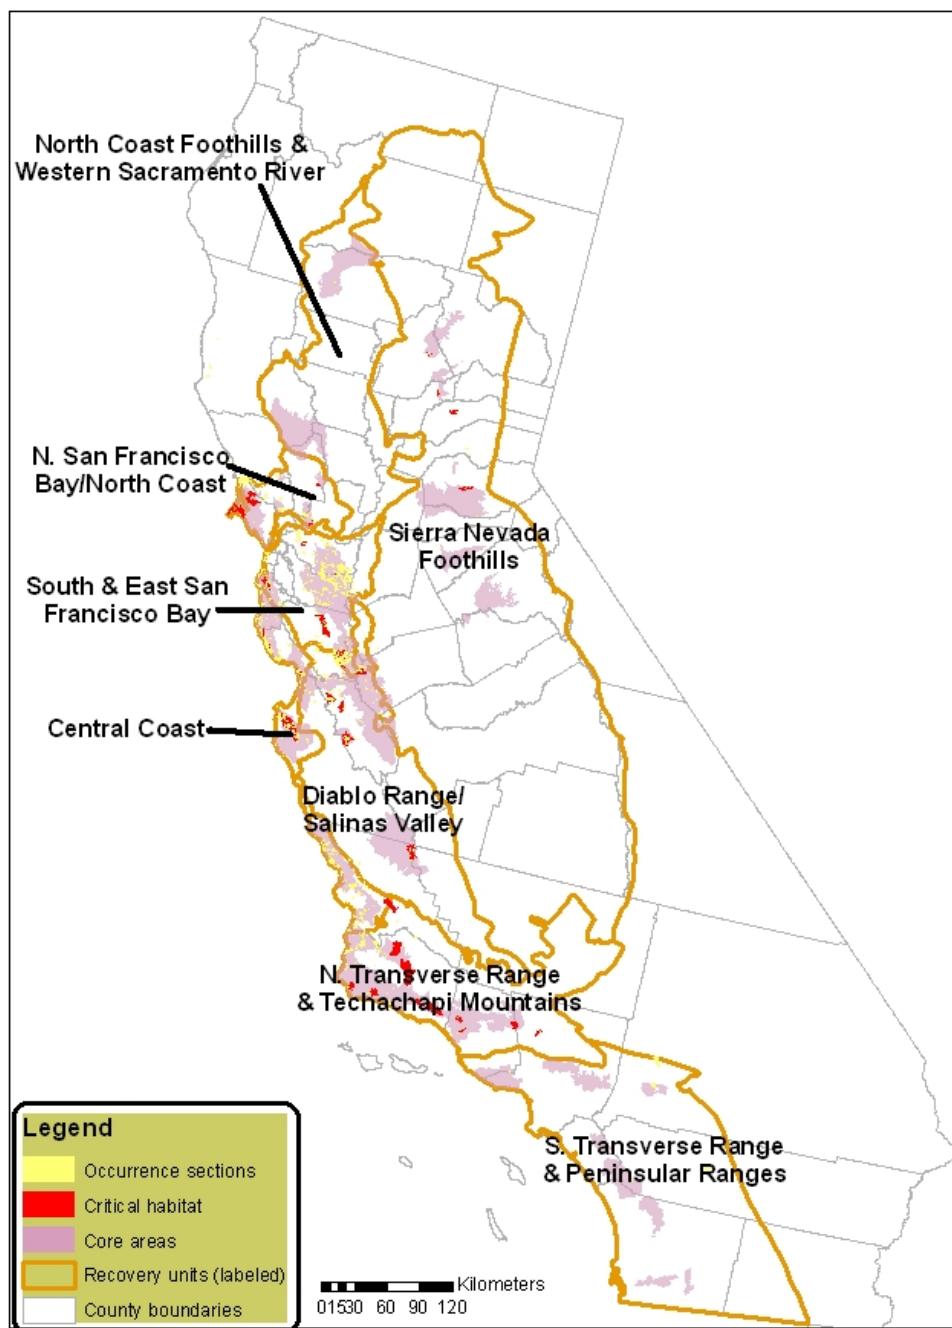 North Coast Foothills &
Western Sacramento River
N. San Francisco
Bay/North Coast
Sierra Nevada
Foothills
South & East San
Francisco Bay
Central Coast
Diablo Range/
Salinas Valley
N. Transverse Range
& Techachapi Mountains
S. Transverse Range
& Peninsular Ranges
Legend
Occurrence sections
Critical habitat
Core areas
Recovery units (labeled)
County boundaries
Kilometers
01530 60 90 120